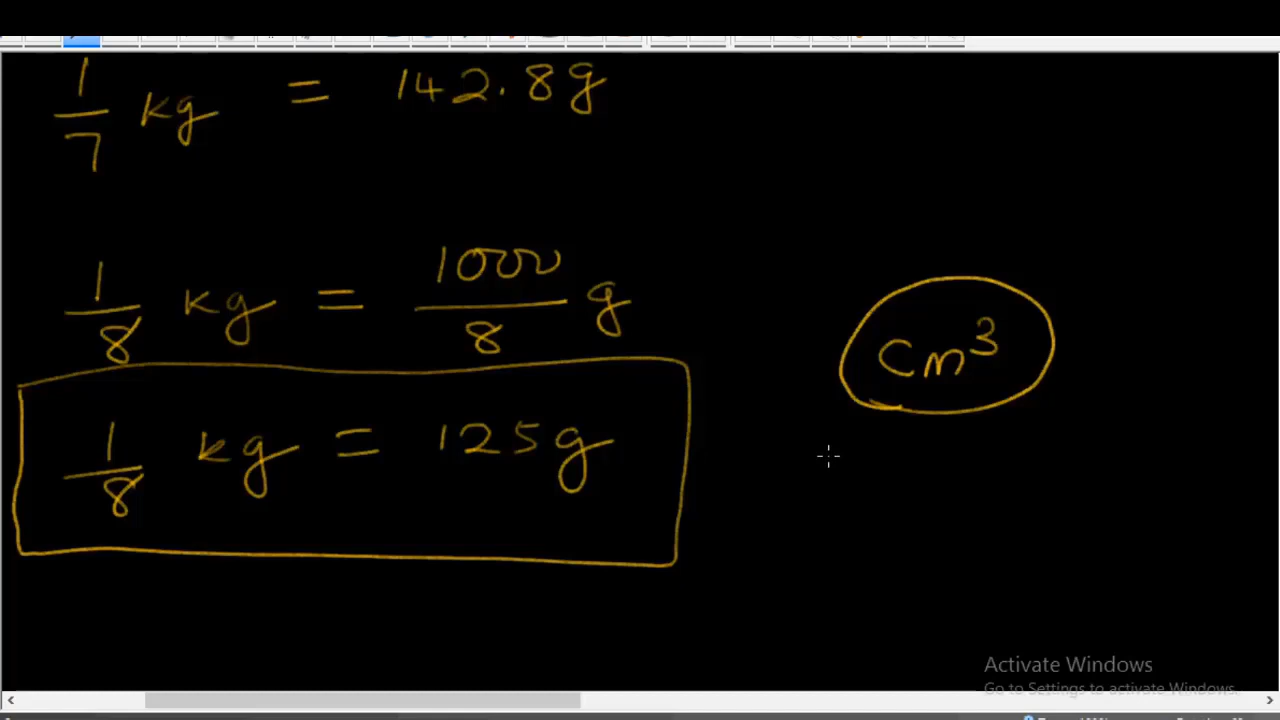 1/7 kg = 142.8g
1/8 kg = 1000/8 g
1/8 kg = 125g
cm³
Activate Windows
Go to Settings to activate Windows.